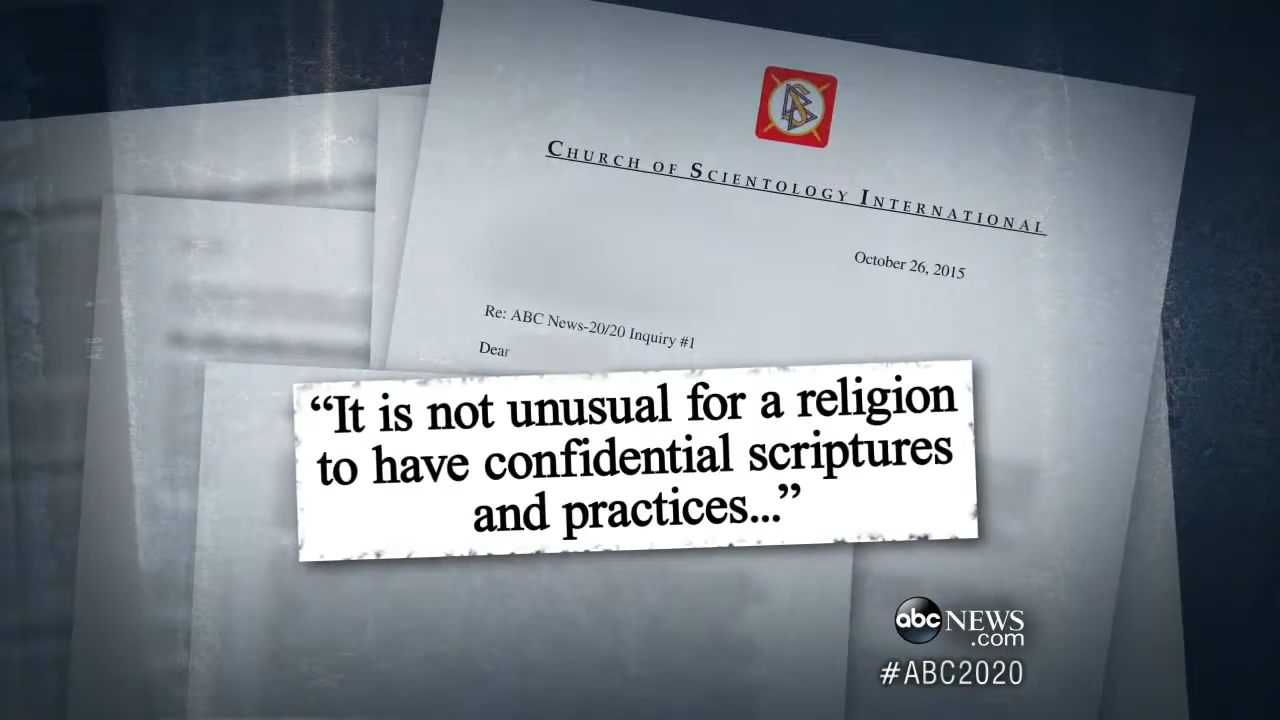 CHURCH OF SCIENTOLOGY INTERNATIONAL
October 26, 2015
Re: ABC News-20/20 Inquiry #1
Dear
“It is not unusual for a religion
to have confidential scriptures
and practices...”
abc NEWS
.com
#ABC2020